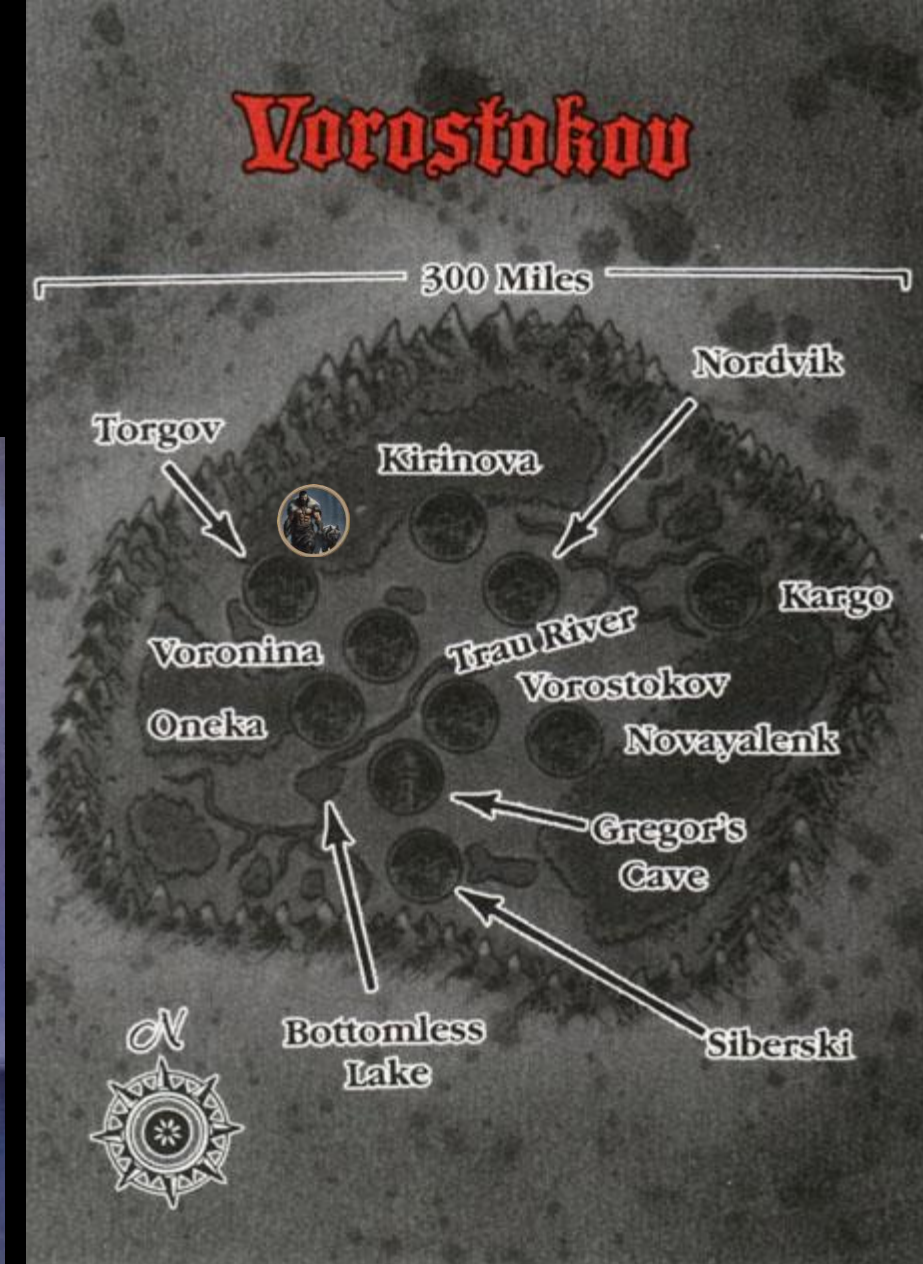 Vorostokov
300 Miles
Nordvik
Torgov
Kirinova
Kargo
Trau River
Voronina
Vorostokov
Oneka
Novayalenk
Gregor's
Cave
Bottomless
Lake
Siberski
N